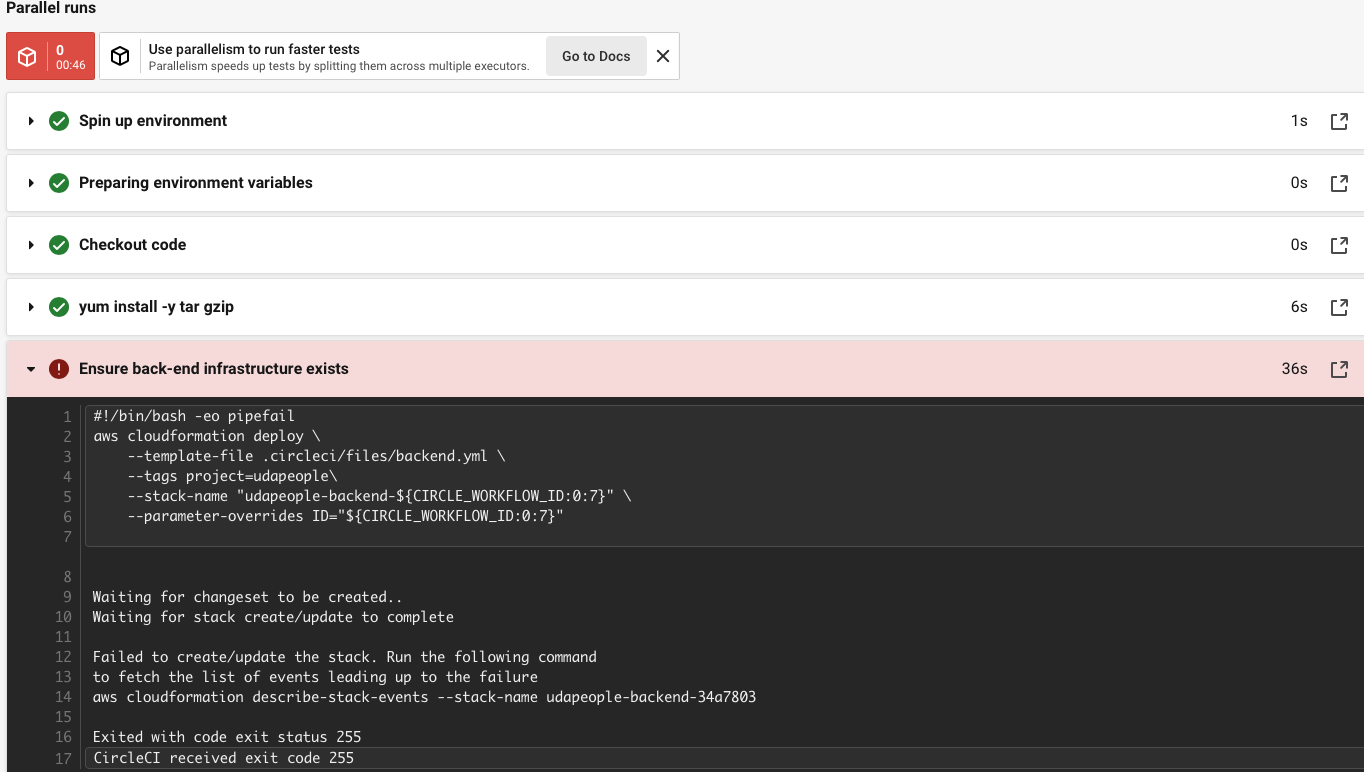 Parallel runs
0
00:46
Use parallelism to run faster tests
Parallelism speeds up tests by splitting them across multiple executors.
Go to Docs
Spin up environment
1s
Preparing environment variables
0s
Checkout code
0s
yum install -y tar gzip
6s
Ensure back-end infrastructure exists
36s
1 #!/bin/bash -eo pipefail
2 aws cloudformation deploy \
3     --template-file .circleci/files/backend.yml \
4     --tags project=udapeople\
5     --stack-name "udapeople-backend-${CIRCLE_WORKFLOW_ID:0:7}" \
6     --parameter-overrides ID="${CIRCLE_WORKFLOW_ID:0:7}"
7
8
9 Waiting for changeset to be created..
10 Waiting for stack create/update to complete
11
12 Failed to create/update the stack. Run the following command
13 to fetch the list of events leading up to the failure
14 aws cloudformation describe-stack-events --stack-name udapeople-backend-34a7803
15
16 Exited with code exit status 255
17 CircleCI received exit code 255